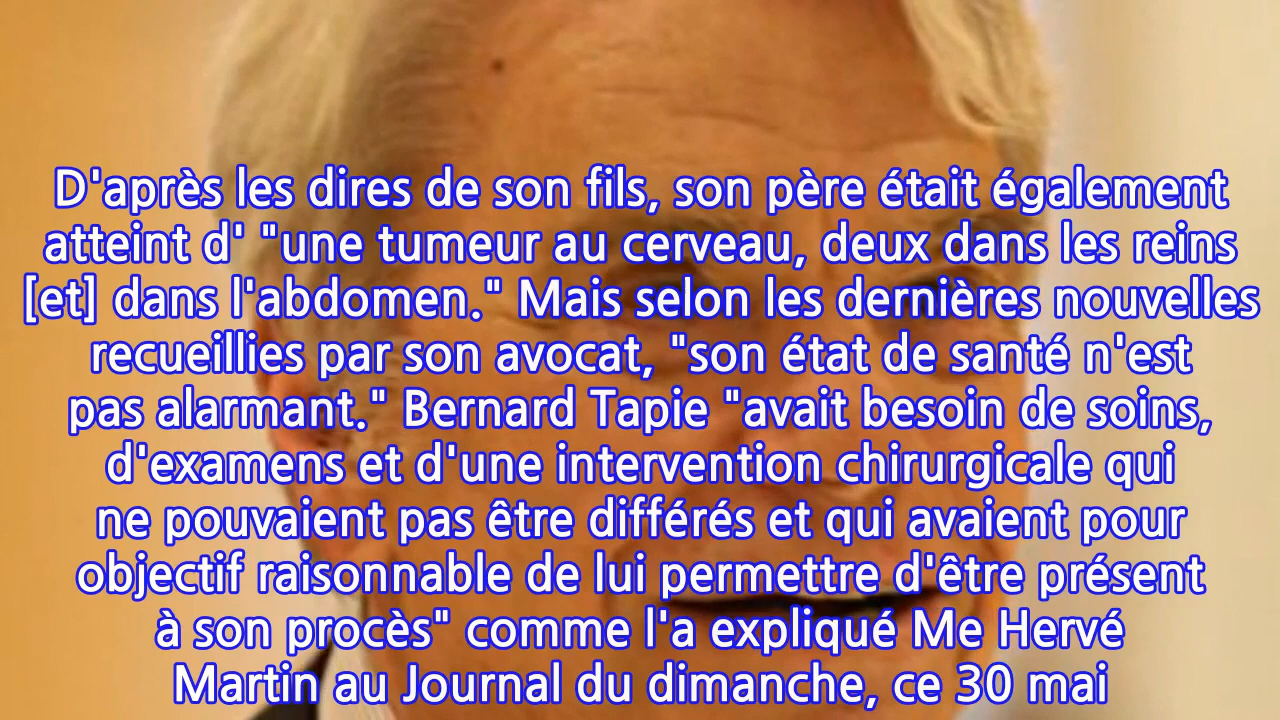 D'après les dires de son fils, son père était également
atteint d' "une tumeur au cerveau, deux dans les reins
[et] dans l'abdomen." Mais selon les dernières nouvelles
recueillies par son avocat, "son état de santé n'est
pas alarmant." Bernard Tapie "avait besoin de soins,
d'examens et d'une intervention chirurgicale qui
ne pouvaient pas être différés et qui avaient pour
objectif raisonnable de lui permettre d'être présent
à son procès" comme l'a expliqué Me Hervé
Martin au Journal du dimanche, ce 30 mai